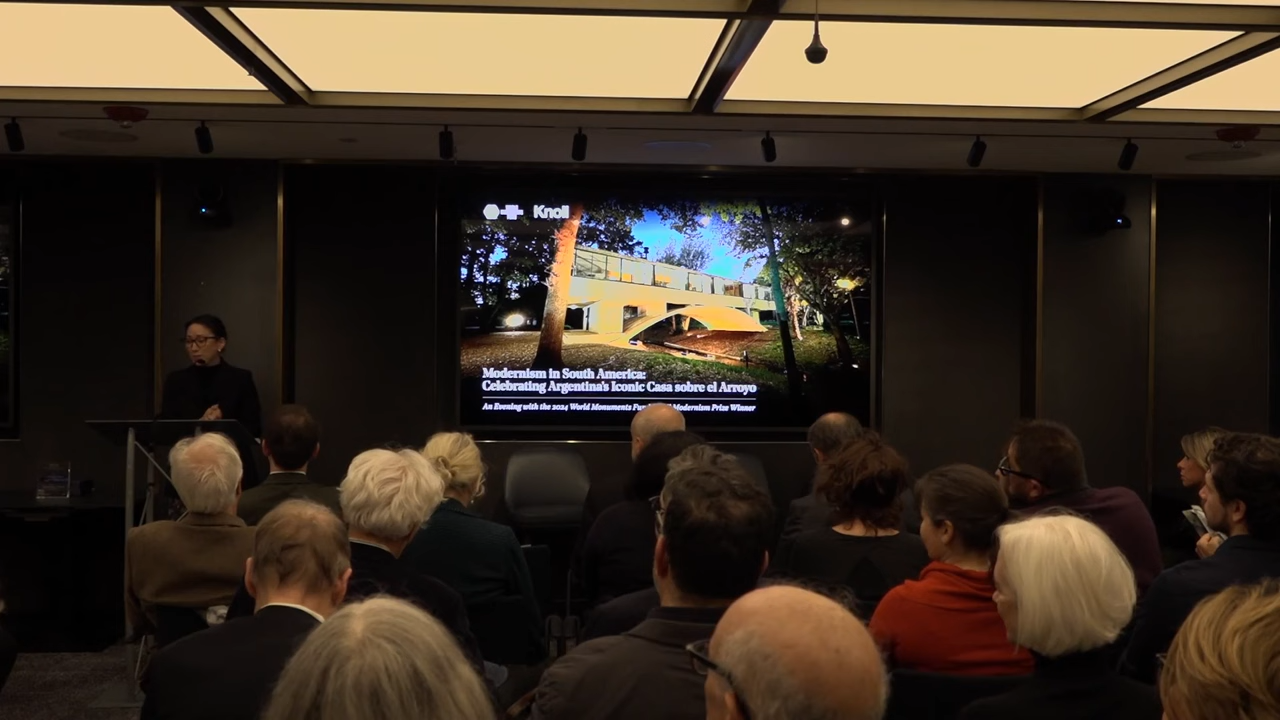 Knoll
Modernism in South America:
Celebrating Argentina's Iconic Casa sobre el Arroyo
An Evening with the 2024 World Monuments Modernism Prize Winner